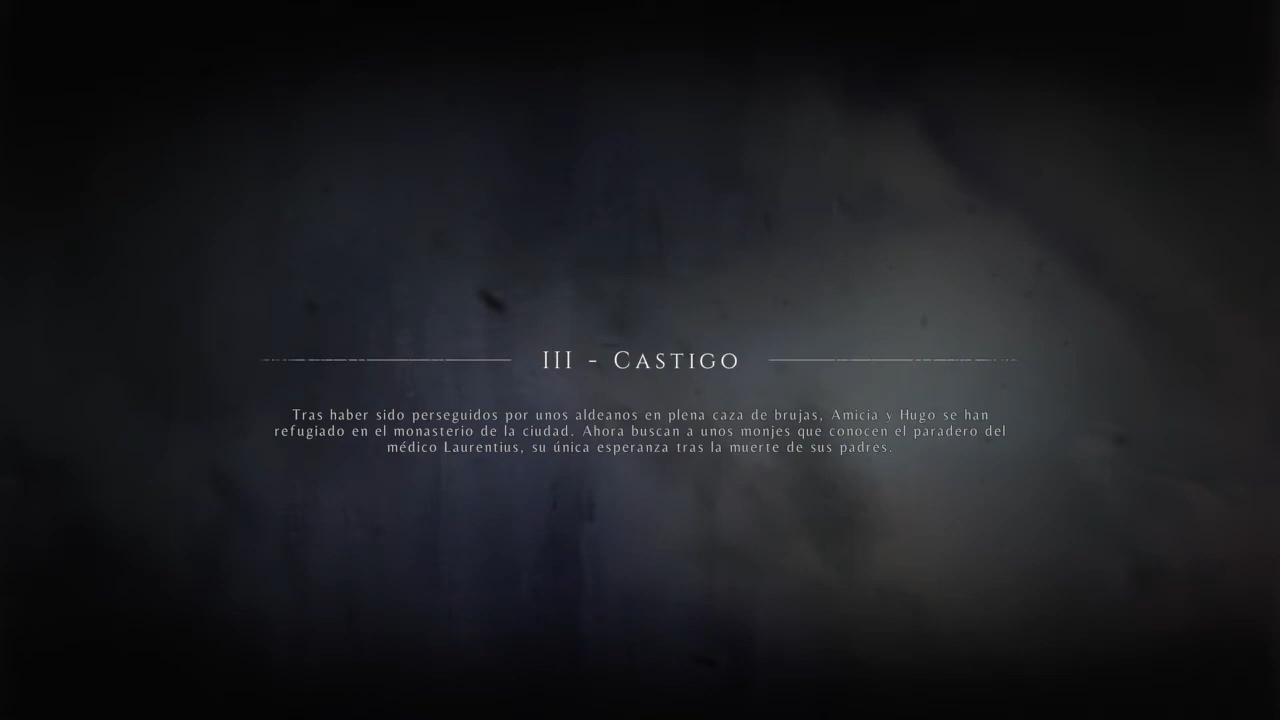 III - Castigo
Tras haber sido perseguidos por unos aldeanos en plena caza de brujas, Amicia y Hugo se han
refugiado en el monasterio de la ciudad. Ahora buscan a unos monjes que conocen el paradero del
médico Laurentius, su única esperanza tras la muerte de sus padres.